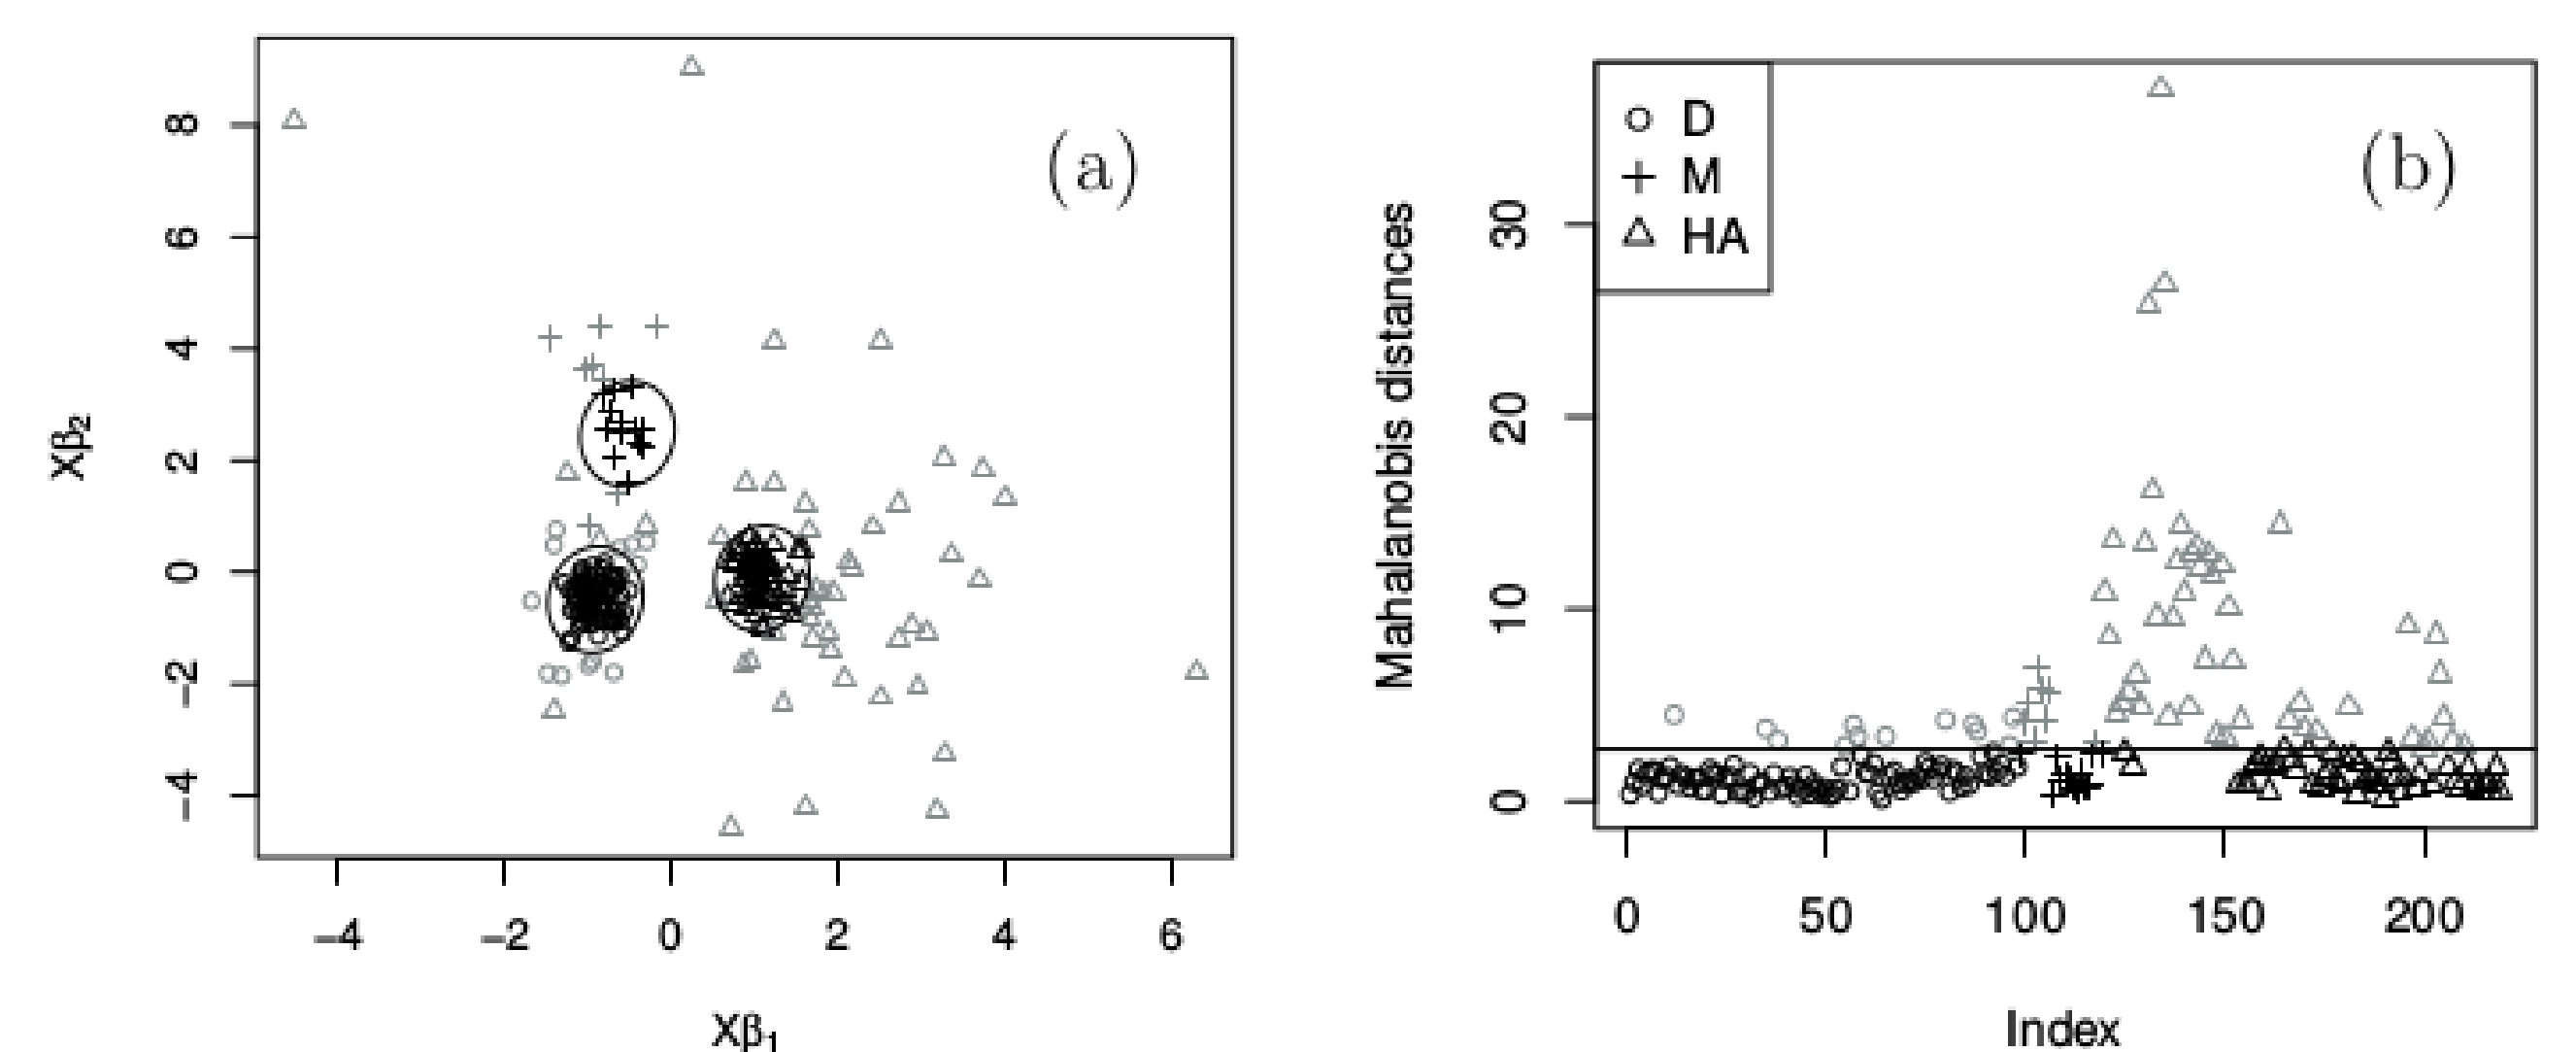 (a)
8
6
4
2
0
−2
−4
Xβ₂
−4 −2 0 2 4 6
Xβ₁
(b)
D
M
HA
30
20
10
0
Mahalanobis distances
0 50 100 150 200
Index